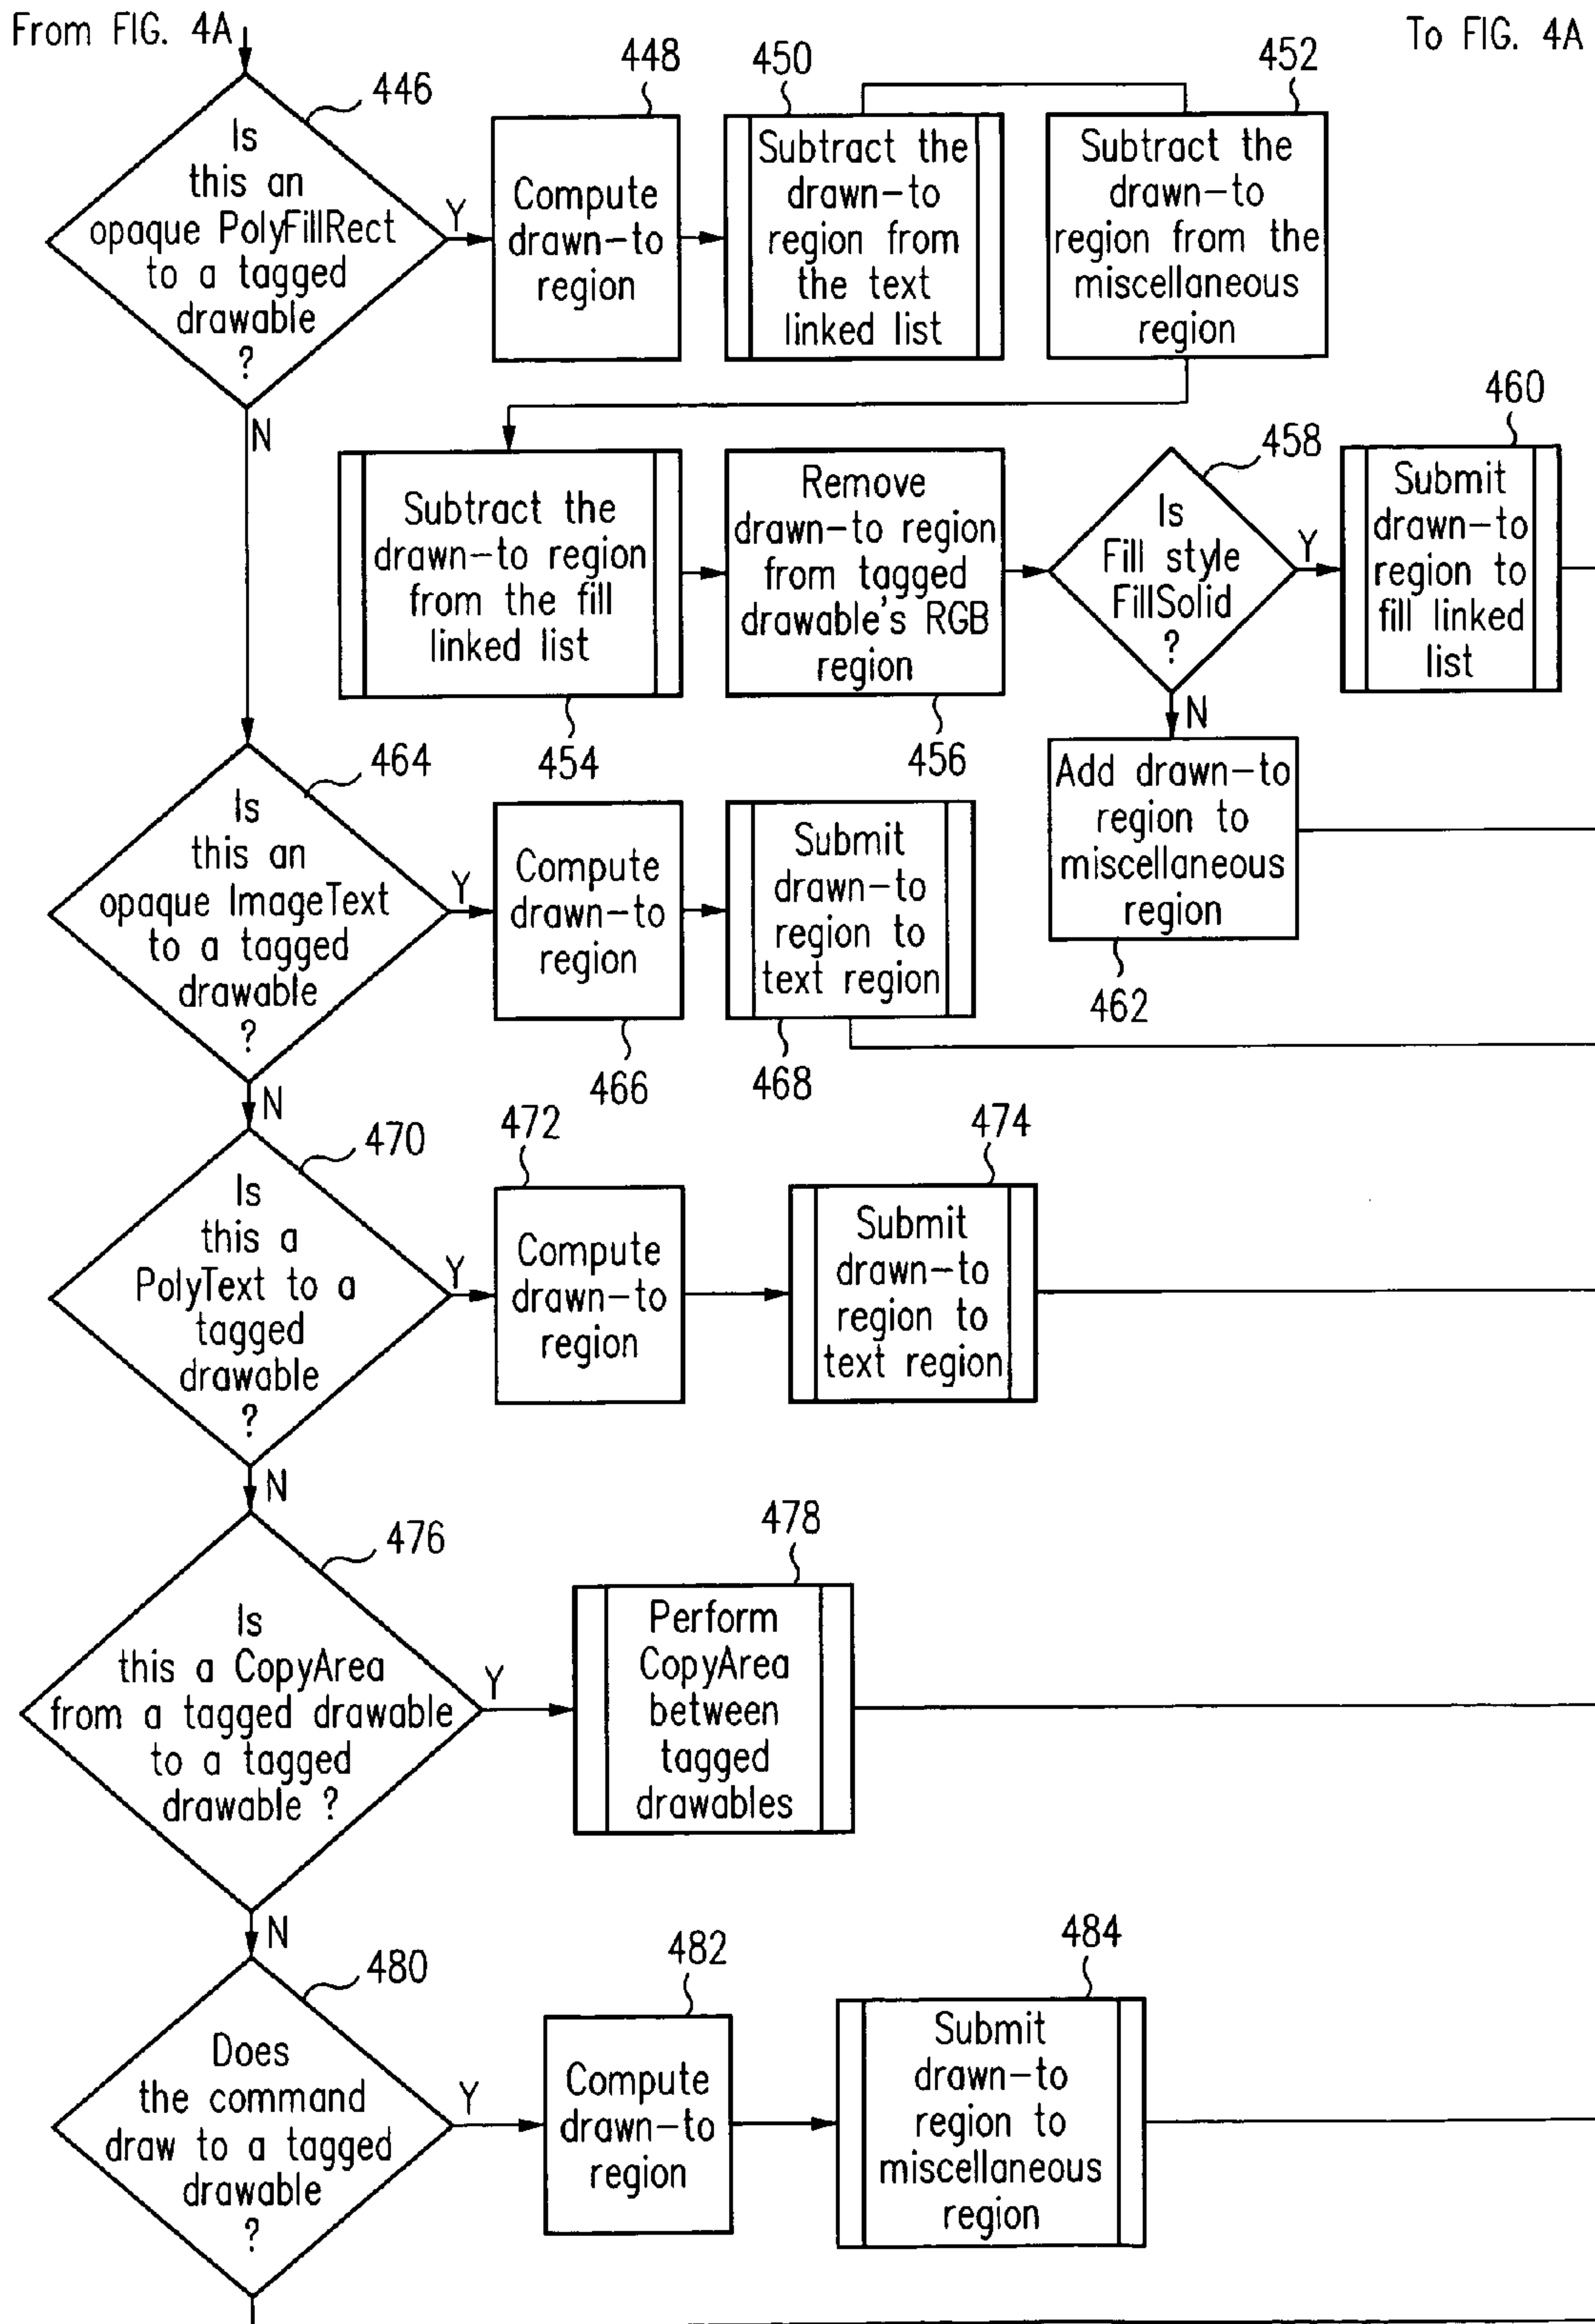 From FIG. 4A
To FIG. 4A
446
Is
this an
opaque PolyFillRect
to a tagged
drawable
?
Y
N
448
Compute
drawn-to
region
450
Subtract the
drawn-to
region from
the text
linked list
452
Subtract the
drawn-to
region from the
miscellaneous
region
Subtract the
drawn-to region
from the fill
linked list
454
Remove
drawn-to region
from tagged
drawable's RGB
region
456
458
Is
Fill style
FillSolid
?
Y
N
460
Submit
drawn-to
region to
fill linked
list
Add drawn-to
region to
miscellaneous
region
462
464
Is
this an
opaque ImageText
to a tagged
drawable
?
Y
N
Compute
drawn-to
region
466
Submit
drawn-to
region to
text region
468
470
Is
this a
PolyText to a
tagged
drawable
?
Y
N
472
Compute
drawn-to
region
474
Submit
drawn-to
region to
text region
476
Is
this a CopyArea
from a tagged drawable
to a tagged
drawable ?
Y
N
478
Perform
CopyArea
between
tagged
drawables
480
Does
the command
draw to a tagged
drawable
?
Y
482
Compute
drawn-to
region
484
Submit
drawn-to
region to
miscellaneous
region